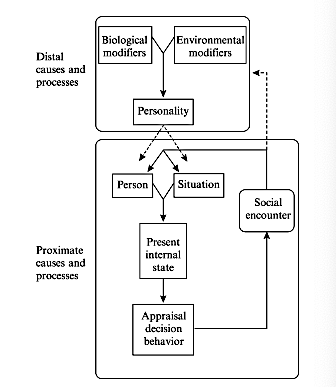 Biological
modifiers
Environmental
modifiers
Distal
causes and
processes
Personality
Person
Situation
Social
encounter
Present
internal
state
Proximate
causes and
processes
Appraisal
decision
behavior